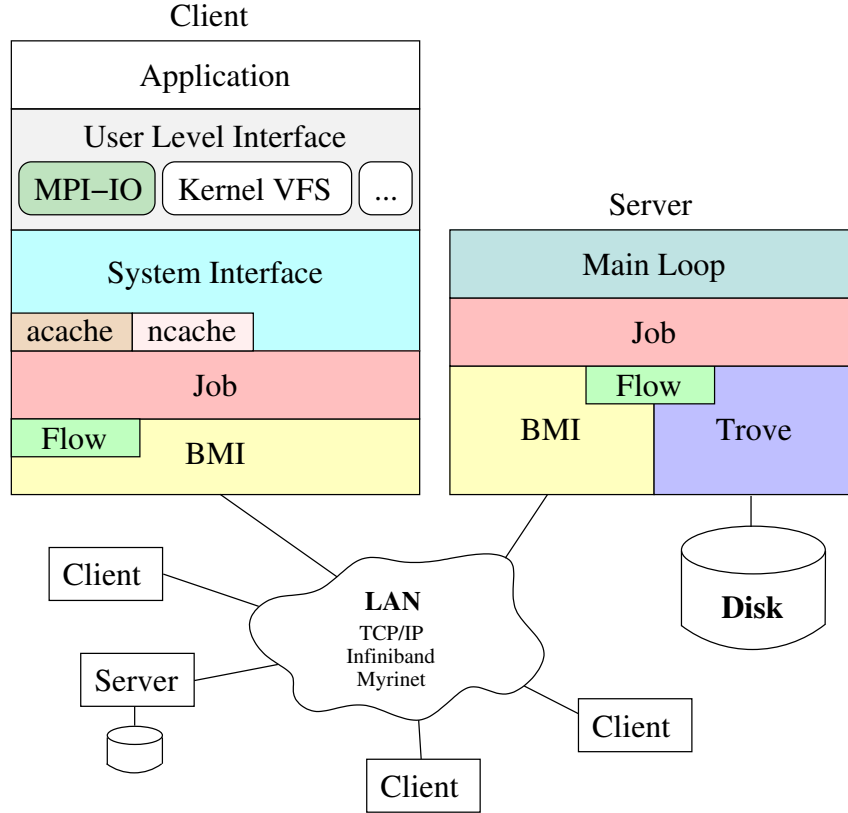 Client
Application
User Level Interface
MPI−IO
Kernel VFS
...
System Interface
acache
ncache
Job
Flow
BMI
Server
Main Loop
Job
Flow
BMI
Trove
Disk
Client
LAN
TCP/IP
Infiniband
Myrinet
Server
Client
Client